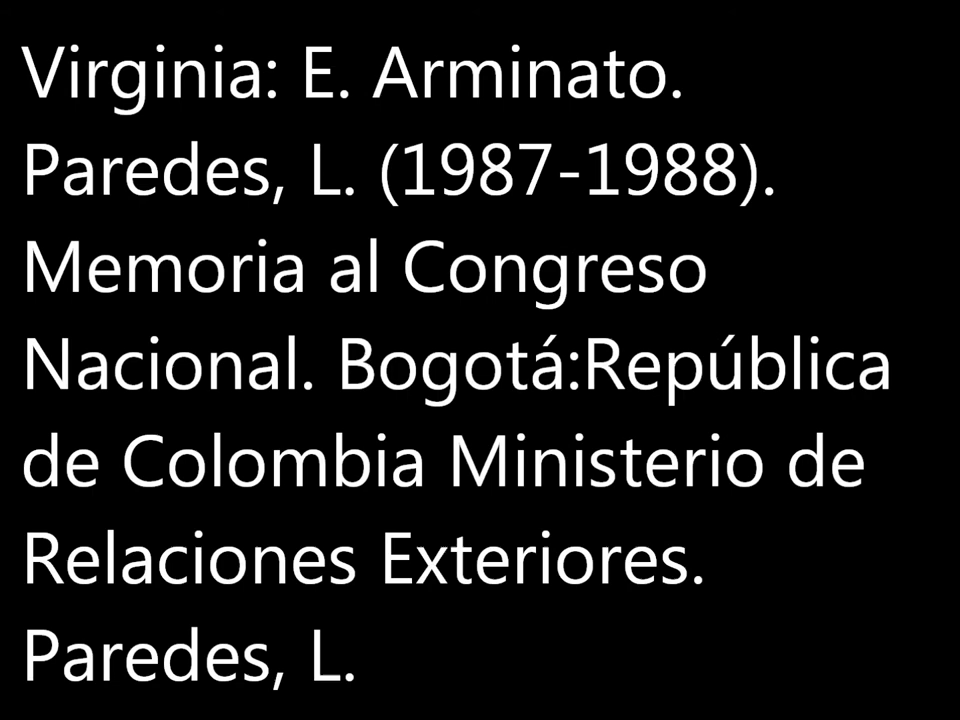 Virginia: E. Arminato.
Paredes, L. (1987-1988).
Memoria al Congreso
Nacional. Bogotá:República
de Colombia Ministerio de
Relaciones Exteriores.
Paredes, L.